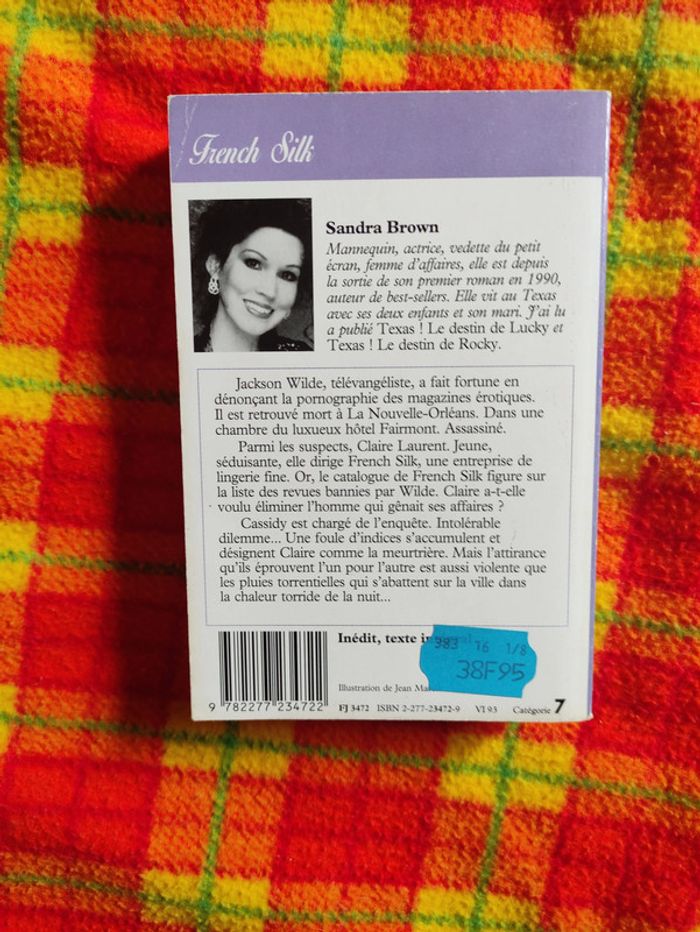 French Silk
Sandra Brown
Mannequin, actrice, vedette du petit
écran, femme d'affaires, elle est depuis
la sortie de son premier roman en 1990,
auteur de best-sellers. Elle vit au Texas
avec ses deux enfants et son mari. J'ai lu
a publié Texas ! Le destin de Lucky et
Texas ! Le destin de Rocky.
Jackson Wilde, télévangéliste, a fait fortune en
dénonçant la pornographie des magazines érotiques.
Il est retrouvé mort à La Nouvelle-Orléans. Dans une
chambre du luxueux hôtel Fairmont. Assassiné.
Parmi les suspects, Claire Laurent. Jeune,
séduisante, elle dirige French Silk, une entreprise de
lingerie fine. Or, le catalogue de French Silk figure sur
la liste des revues bannies par Wilde. Claire a-t-elle
voulu éliminer l'homme qui gênait ses affaires ?
Cassidy est chargé de l'enquête. Intolérable
dilemme... Une foule d'indices s'accumulent et
désignent Claire comme la meurtrière. Mais l'attirance
qu'ils éprouvent l'un pour l'autre est aussi violente que
les pluies torrentielles qui s'abattent sur la ville dans
la chaleur torride de la nuit...
Inédit, texte
383 16 1/8
38F95
Illustration de Jean
9 782277 234722
FJ 3472 ISBN 2-277-23472-9 VI 93 Catégorie 7